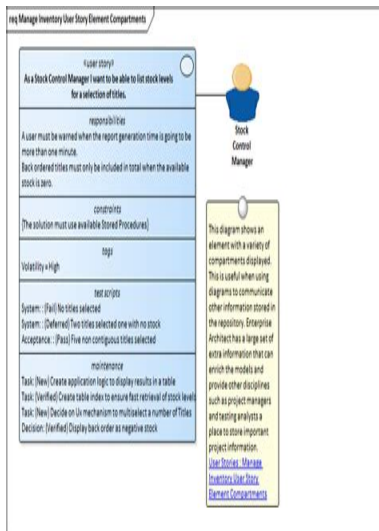 req Manage Inventory User Story Element Compartments
«user story»
As a Stock Control Manager I want to be able to list stock levels
for a selection of titles.
responsibilities
A user must be warned when the report generation time is going to be
more than one minute.
Back ordered titles must only be included in total when the available
stock is zero.
constraints
{The solution must use available Stored Procedures}
tags
Volatility = High
test scripts
System: : (Fail) No titles selected
System: : (Deferred) Two titles selected one with no stock
Acceptance: : (Pass) Five non contiguous titles selected
maintenance
Task: (New) Create application logic to display results in a table
Task: (Verified) Create table index to ensure fast retrieval of stock levels
Task: (New) Decide on Ux mechanism to multiselect a number of Titles
Decision: (Verified) Display back order as negative stock
Stock
Control
Manager
This diagram shows an
element with a variety of
compartments displayed.
This is useful when using
diagrams to communicate
other information stored in
the repository. Enterprise
Architect has a large set of
extra information that can
enrich the models and
provide other disciplines
such as project managers
and testing analysts a
place to store important
project information.
User Stories : Manage
Inventory User Story
Element Compartments